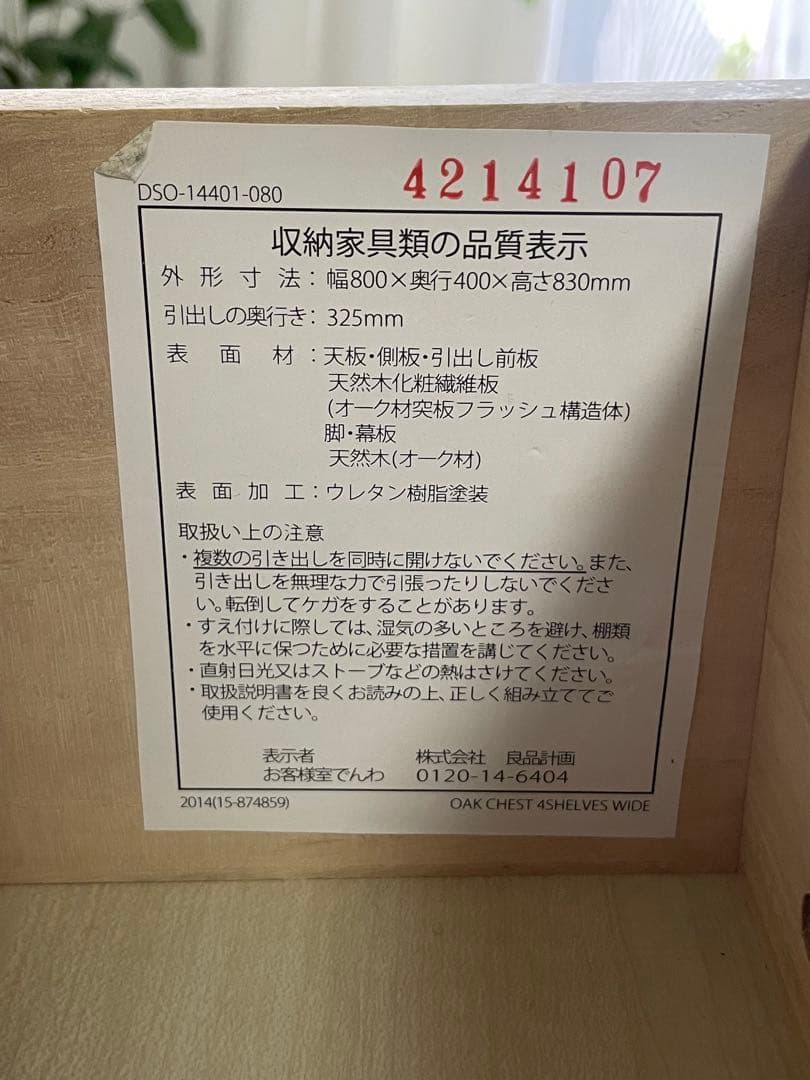 DSO-14401-080
4214107
収納家具類の品質表示
外形寸法：幅800×奥行400×高さ830mm
引出しの奥行き：325mm
表面材：天板・側板・引出し前板
天然木化粧繊維板
(オーク材突板フラッシュ構造体)
脚・幕板
天然木(オーク材)
表面加工：ウレタン樹脂塗装
取扱い上の注意
・複数の引き出しを同時に開けないでください。また、
引き出しを無理な力で引張ったりしないでくださ
い。転倒してケガをすることがあります。
・すえ付けに際しては、湿気の多いところを避け、棚類
を水平に保つために必要な措置を講じてください。
・直射日光又はストーブなどの熱はさけてください。
・取扱説明書を良くお読みの上、正しく組み立ててご
使用ください。
表示者 株式会社 良品計画
お客様室でんわ 0120-14-6404
2014(15-874859) OAK CHEST 4SHELVES WIDE